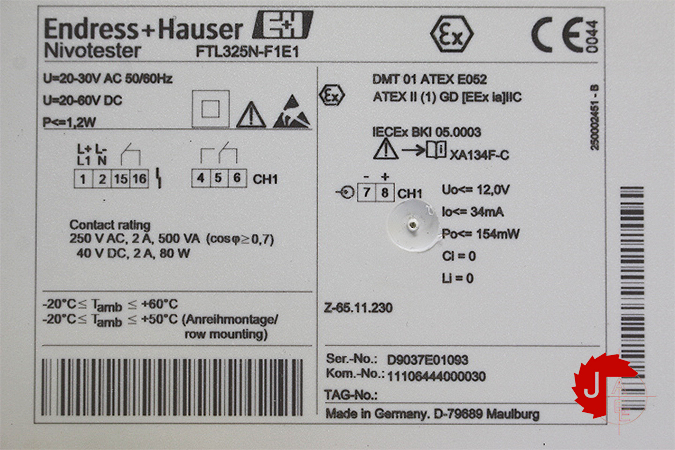 Endress+Hauser E+H
Nivotester FTL325N-F1E1
Ex
CE 0044
U=20-30V AC 50/60Hz
U=20-60V DC
P<=1,2W
Ex
DMT 01 ATEX E052
ATEX II (1) GD [EEx ia]IIC
IECEx BKI 05.0003
i XA134F-C
250002451 - B
L+ L-
L1 N
1 2 15 16
4 5 6 CH1
- +
7 8 CH1
Uo<= 12,0V
Io<= 34mA
Po<= 154mW
Ci = 0
Li = 0
Contact rating
250 V AC, 2 A, 500 VA (cosφ≥0,7)
40 V DC, 2 A, 80 W
-20°C≤ Tamb ≤ +60°C
-20°C≤ Tamb ≤ +50°C (Anreihmontage/
row mounting)
Z-65.11.230
Ser.-No.: D9037E01093
Kom.-No.: 11106444000030
TAG-No.:
Made in Germany. D-79689 Maulburg
J